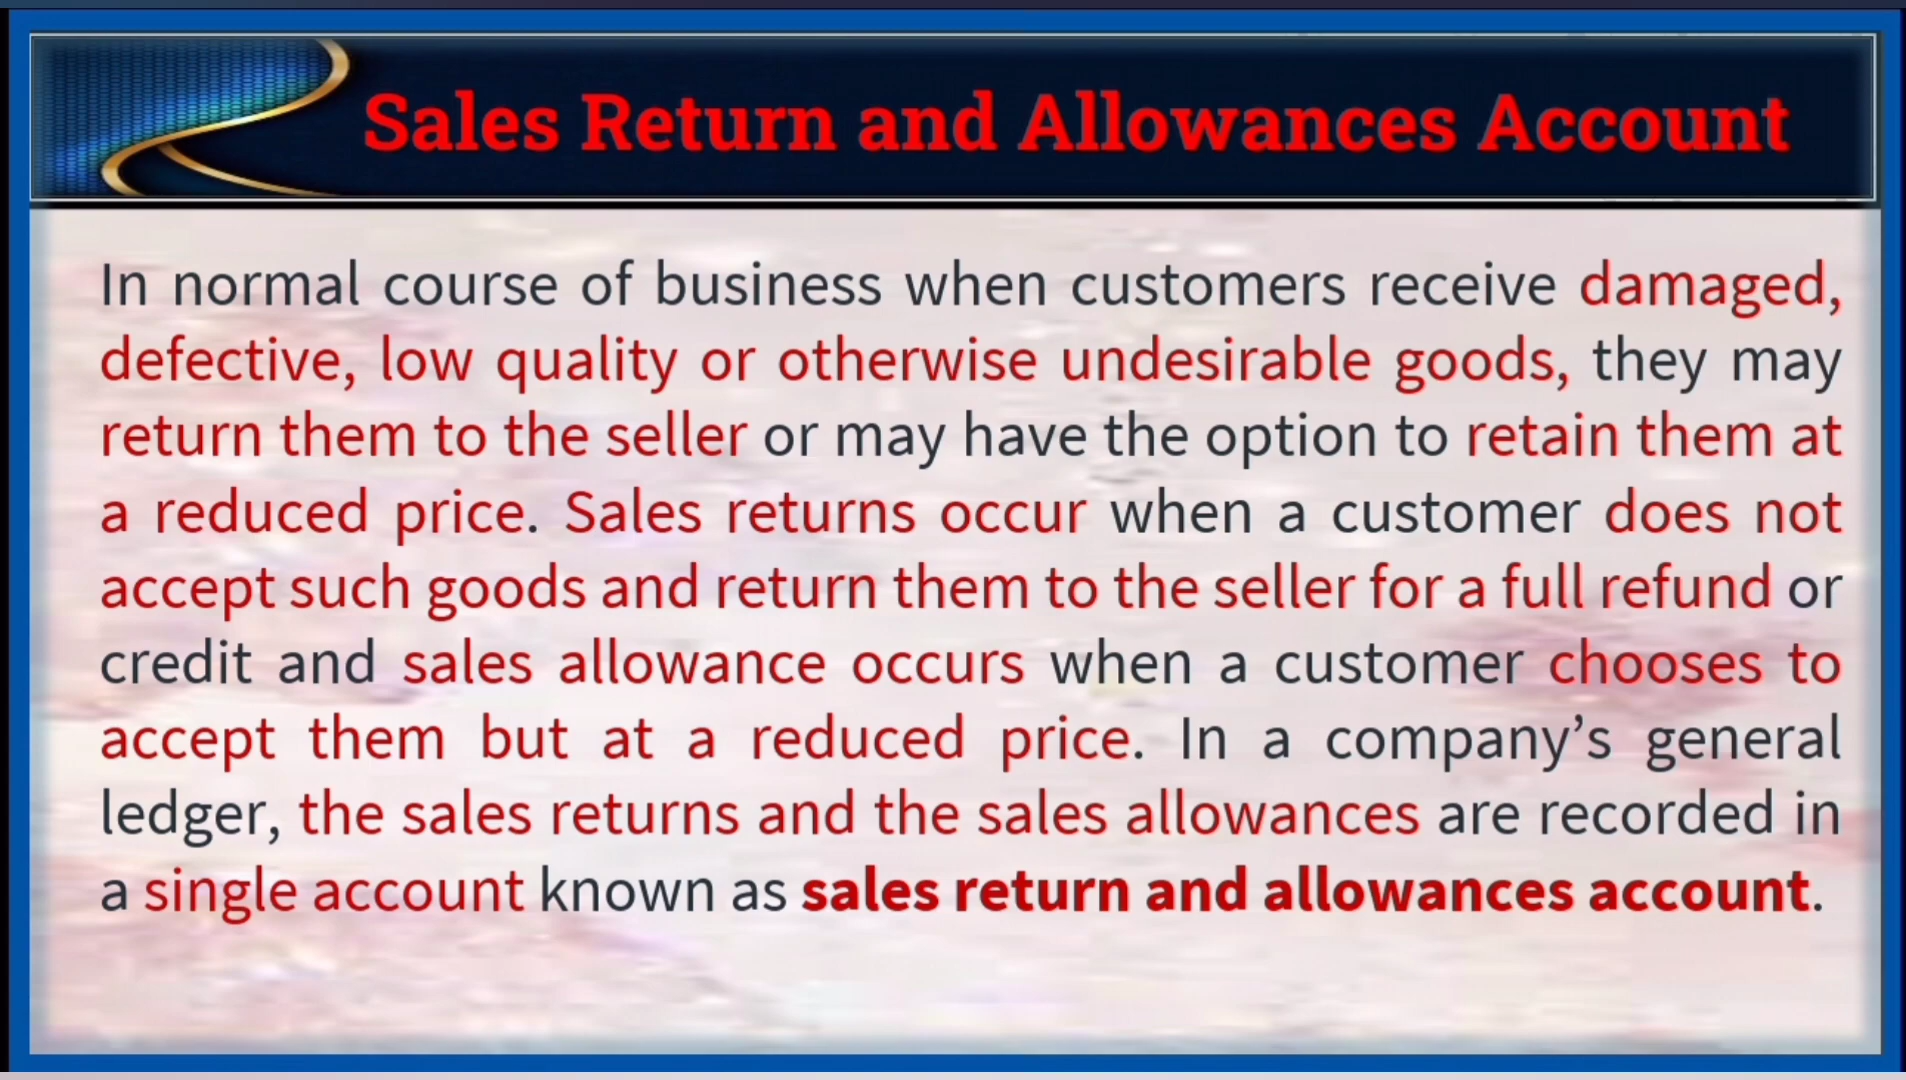 Sales Return and Allowances Account
In normal course of business when customers receive damaged,
defective, low quality or otherwise undesirable goods, they may
return them to the seller or may have the option to retain them at
a reduced price. Sales returns occur when a customer does not
accept such goods and return them to the seller for a full refund or
credit and sales allowance occurs when a customer chooses to
accept them but at a reduced price. In a company’s general
ledger, the sales returns and the sales allowances are recorded in
a single account known as sales return and allowances account.